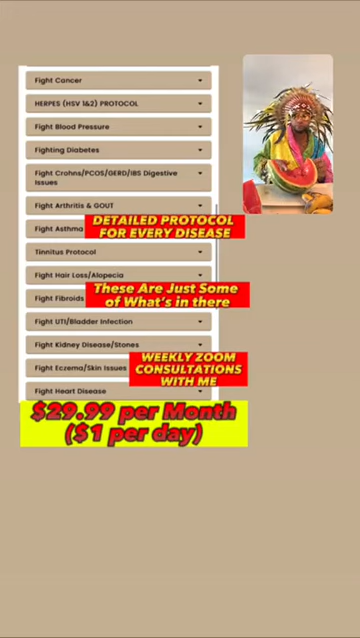 Fight Cancer
HERPES (HSV 1&2) PROTOCOL
Fight Blood Pressure
Fighting Diabetes
Fight Crohns/PCOS/GERD/IBS Digestive
Issues
Fight Arthritis & GOUT
DETAILED PROTOCOL
FOR EVERY DISEASE
Fight Asthma
Tinnitus Protocol
Fight Hair Loss/Alopecia
These Are Just Some
of What's in there
Fight Fibroids
Fight UTI/Bladder Infection
Fight Kidney Disease/Stones
WEEKLY ZOOM
CONSULTATIONS
WITH ME
Fight Eczema/Skin Issues
Fight Heart Disease
$29.99 per Month
($1 per day)